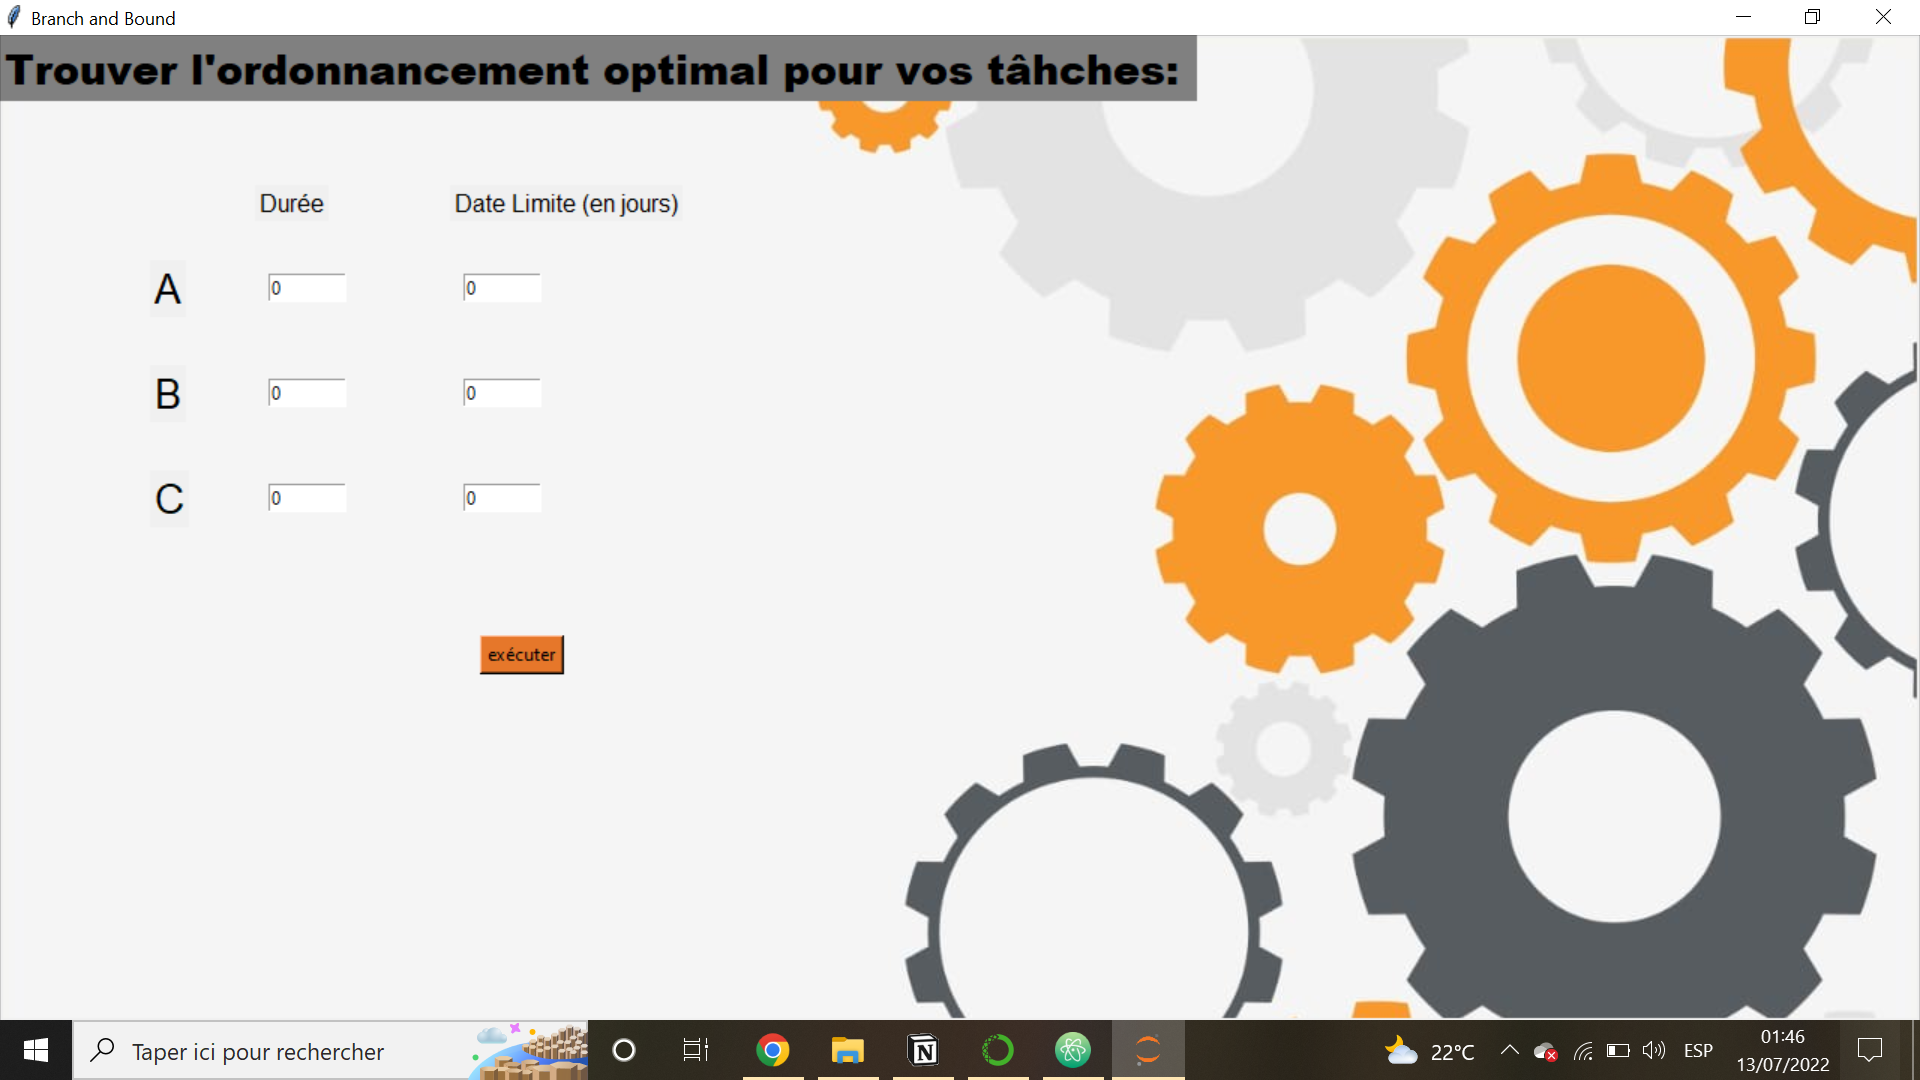 Branch and Bound
Trouver l'ordonnancement optimal pour vos tâhches:
Durée Date Limite (en jours)
A 0 0
B 0 0
C 0 0
exécuter
Taper ici pour rechercher
N
22°C
ESP
01:46
13/07/2022